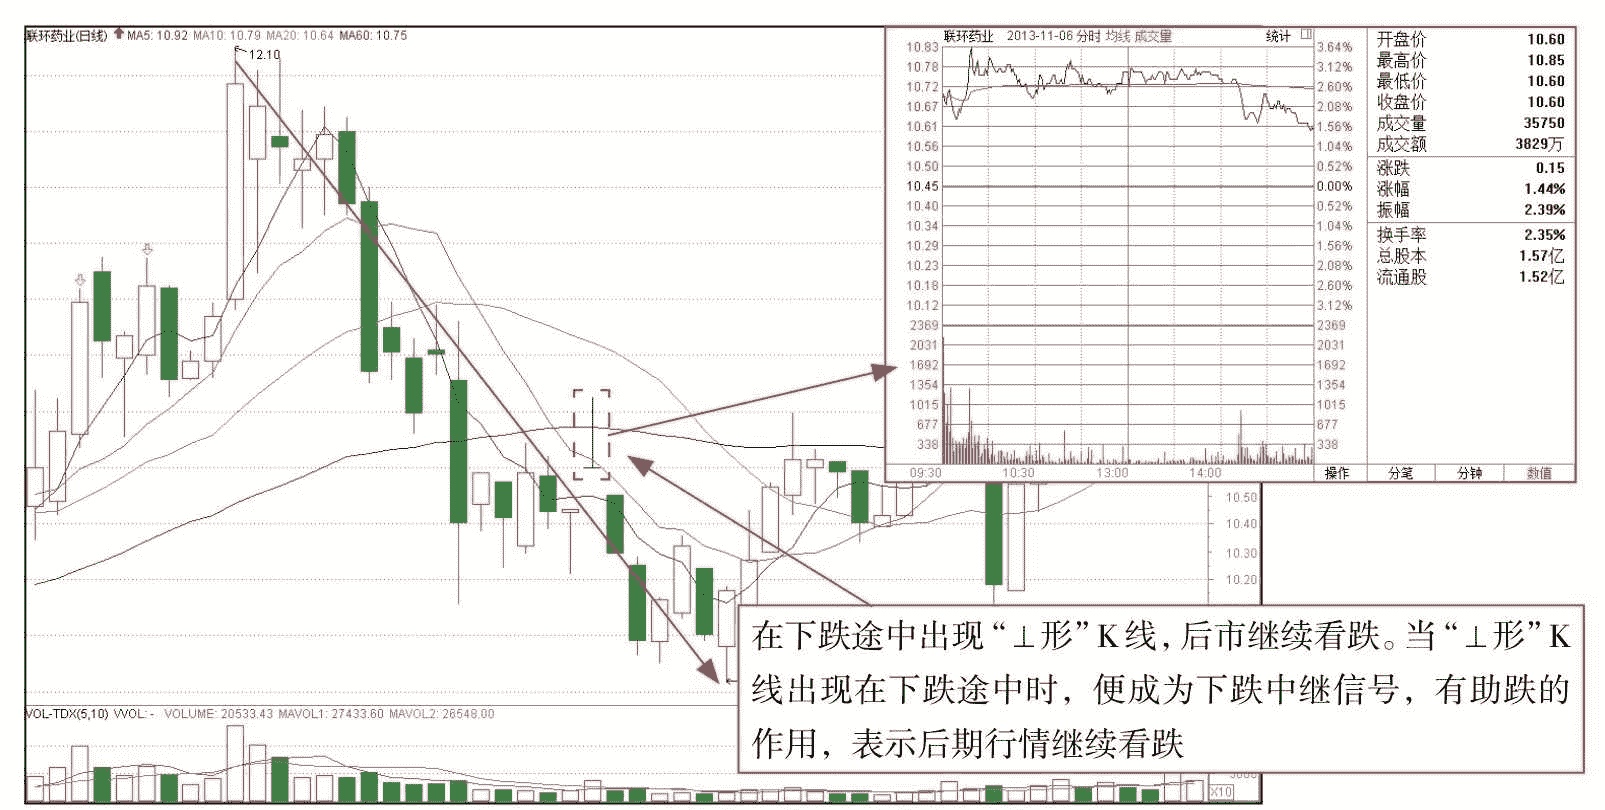 联环药业(日线) MA5: 10.92 MA10: 10.79 MA20: 10.64 MA60: 10.75
12.10
联环药业 2013-11-06 分时 均线 成交量 统计
10.83 3.64%
10.78 3.12%
10.72 2.60%
10.67 2.08%
10.61 1.56%
10.56 1.04%
10.50 0.52%
10.45 0.00%
10.40 0.52%
10.34 1.04%
10.29 1.56%
10.23 2.08%
10.18 2.60%
10.12 3.12%
2369 2369
2031 2031
1692 1692
1354 1354
1015 1015
677 677
338 338
09:30 10:30 13:00 14:00 操作 分笔 分钟 数值
开盘价 10.60
最高价 10.85
最低价 10.60
收盘价 10.60
成交量 35750
成交额 3829万
涨跌 0.15
涨幅 1.44%
振幅 2.39%
换手率 2.35%
总股本 1.57亿
流通股 1.52亿
10.50
10.40
10.30
10.20
在下跌途中出现“⊥形”K线,后市继续看跌。当“⊥形”K
线出现在下跌途中时，便成为下跌中继信号，有助跌的
作用，表示后期行情继续看跌
VOL-TDX(5,10) VVOL: - VOLUME: 20533.43 MAVOL1: 27433.60 MAVOL2: 26548.00
X10